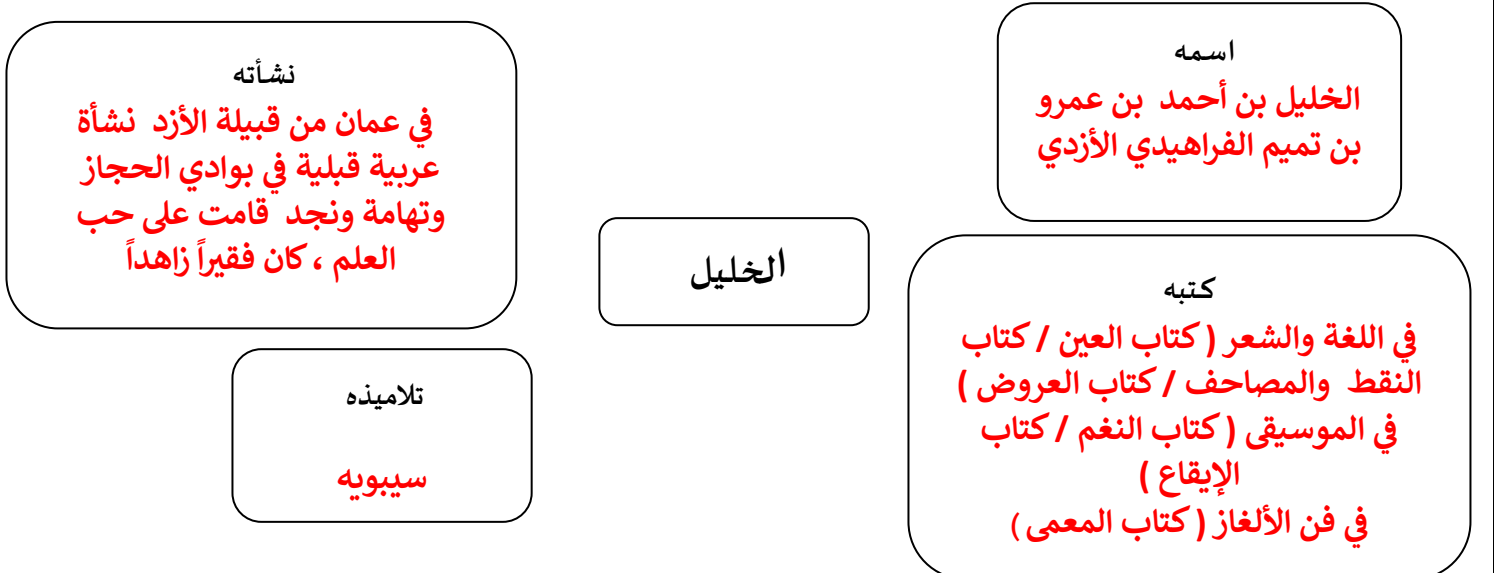 اسمه
الخليل بن أحمد بن عمرو
بن تميم الفراهيدي الأزدي
نشأته
في عمان من قبيلة الأزد نشأة
عربية قبلية في بوادي الحجاز
وتهامة ونجد قامت على حب
العلم ، كان فقيراً زاهداً
الخليل
كتبه
في اللغة والشعر ( كتاب العين / كتاب
النقط والمصاحف / كتاب العروض )
في الموسيقى ( كتاب النغم / كتاب
الإيقاع )
في فن الألغاز ( كتاب المعمى )
تلاميذه
سيبويه